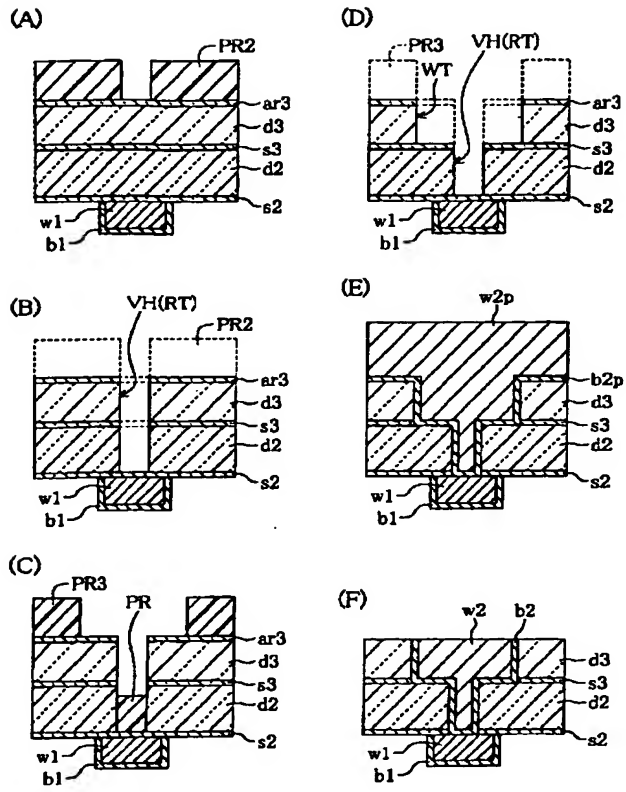 (A)
PR2
ar3
d3
s3
d2
w1
s2
b1
(B)
VH(RT)
PR2
ar3
d3
s3
d2
w1
s2
b1
(C)
PR3
PR
ar3
d3
s3
d2
w1
s2
b1
(D)
PR3
VH(RT)
WT
ar3
d3
s3
d2
w1
s2
b1
(E)
w2p
b2p
d3
s3
d2
w1
s2
b1
(F)
w2
b2
d3
s3
d2
w1
s2
b1